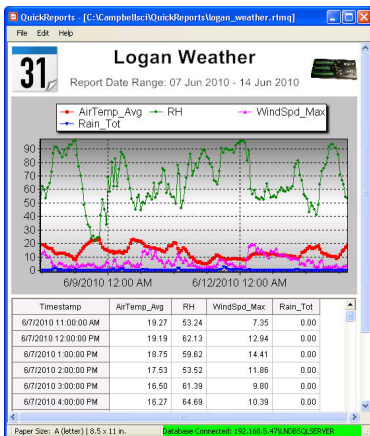 QuickReports - [C:\Campbellsci\QuickReports\logan_weather.rtmq]
File Edit Help
31
Logan Weather
Report Date Range: 07 Jun 2010 - 14 Jun 2010
AirTemp_Avg RH WindSpd_Max
Rain_Tot
90
80
70
60
50
40
30
20
10
0
6/9/2010 12:00 AM 6/12/2010 12:00 AM
Timestamp AirTemp_Avg RH WindSpd_Max Rain_Tot
6/7/2010 11:00:00 AM 19.27 53.24 7.35 0.00
6/7/2010 12:00:00 PM 19.19 62.13 12.94 0.00
6/7/2010 1:00:00 PM 18.75 59.62 14.41 0.00
6/7/2010 2:00:00 PM 17.53 53.52 11.86 0.00
6/7/2010 3:00:00 PM 16.50 61.39 9.80 0.00
6/7/2010 4:00:00 PM 16.27 64.69 10.39 0.00
Paper Size: A (letter) | 8.5 x 11 in. Database Connected: 192.168.5.47\LNDBSQLSERVER